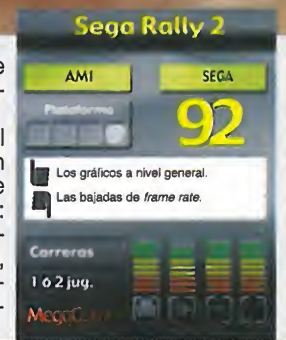 Sega Rally 2
AMI SEGA
Plataforma
92
Los gráficos a nivel general.
Las bajadas de frame rate.
Carreras
1 ó 2 jug.